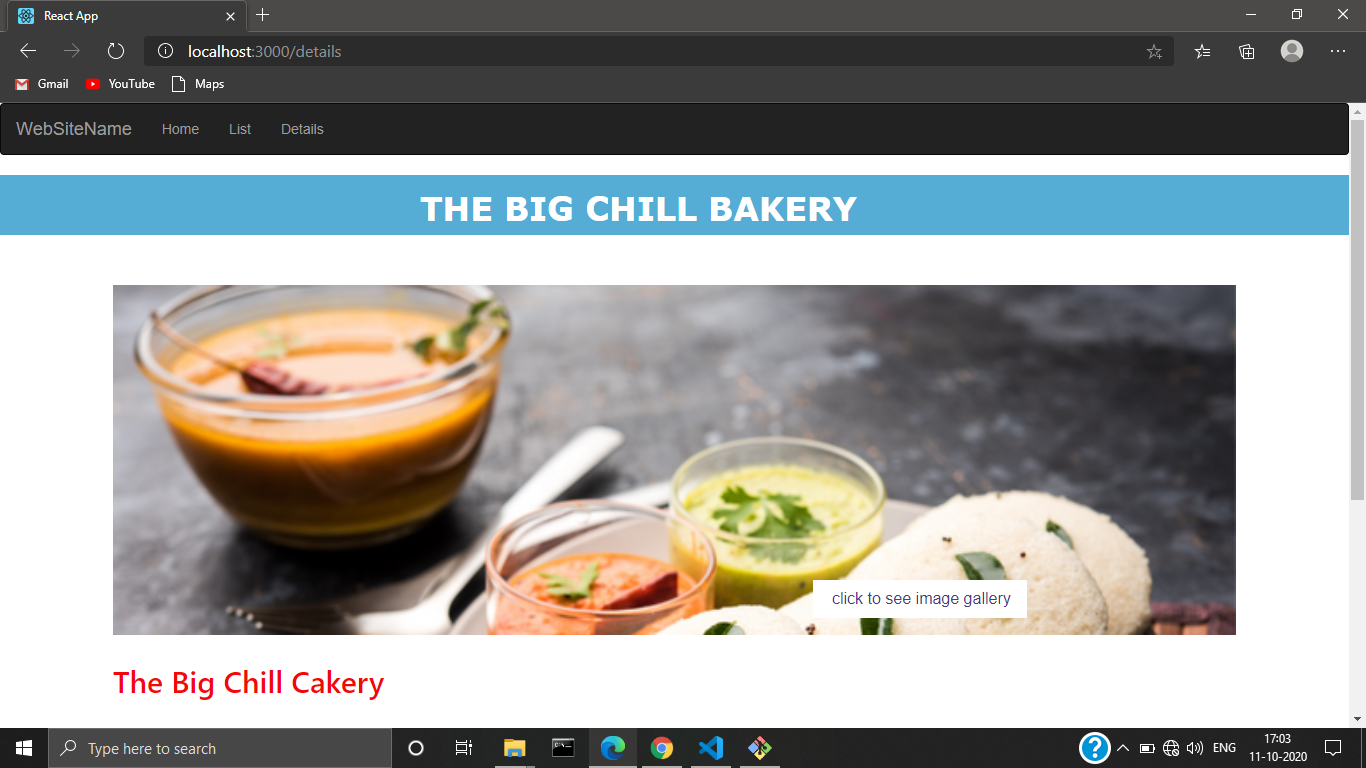 React App
localhost:3000/details
Gmail YouTube Maps
WebSiteName Home List Details
THE BIG CHILL BAKERY
click to see image gallery
The Big Chill Cakery
Type here to search
ENG
17:03
11-10-2020